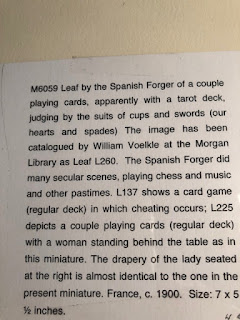 M6059 Leaf by the Spanish Forger of a couple
playing cards, apparently with a tarot deck,
judging by the suits of cups and swords (our
hearts and spades) The image has been
catalogued by William Voelkle at the Morgan
Library as Leaf L260. The Spanish Forger did
many secular scenes, playing chess and music
and other pastimes. L137 shows a card game
(regular deck) in which cheating occurs; L225
depicts a couple playing cards (regular deck)
with a woman standing behind the table as in
this miniature. The drapery of the lady seated
at the right is almost identical to the one in the
present miniature. France, c. 1900. Size: 7 x 5
½ inches.